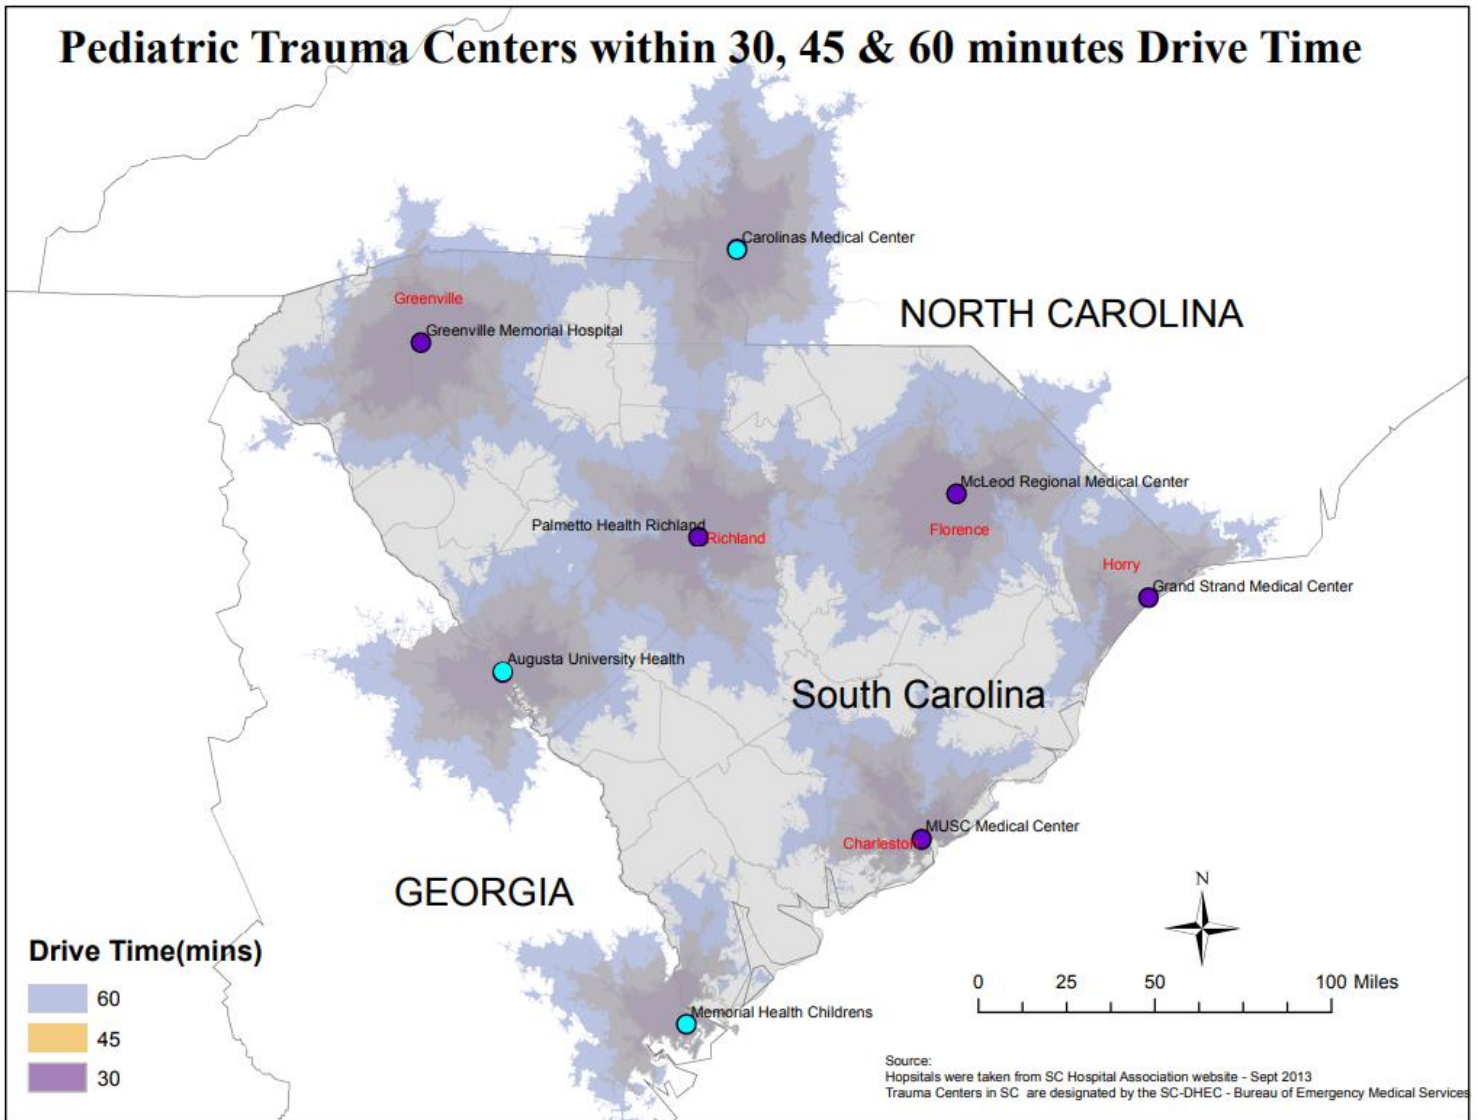 Pediatric Trauma Centers within 30, 45 & 60 minutes Drive Time
Carolinas Medical Center
Greenville
Greenville Memorial Hospital
NORTH CAROLINA
McLeod Regional Medical Center
Florence
Palmetto Health Richland
Richland
Horry
Grand Strand Medical Center
Augusta University Health
South Carolina
MUSC Medical Center
Charleston
GEORGIA
N
Drive Time(mins)
60
45
30
0 25 50 100 Miles
Memorial Health Childrens
Source:
Hopsitals were taken from SC Hospital Association website - Sept 2013
Trauma Centers in SC are designated by the SC-DHEC - Bureau of Emergency Medical Services